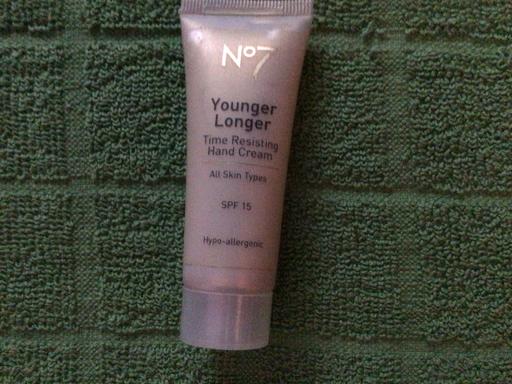 No7
Younger
Longer
Time Resisting
Hand Cream
All Skin Types
SPF 15
Hypo-allergenic